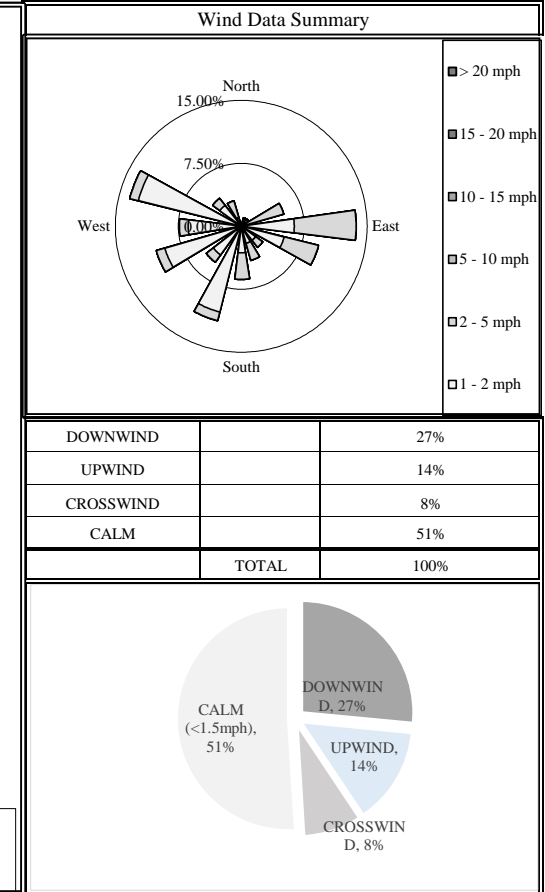 Wind Data Summary
North
15.00%
7.50%
West
0.00%
East
South
> 20 mph
15 - 20 mph
10 - 15 mph
5 - 10 mph
2 - 5 mph
1 - 2 mph
DOWNWIND 27%
UPWIND 14%
CROSSWIND 8%
CALM 51%
TOTAL 100%
DOWNWIN
D, 27%
CALM
(<1.5mph),
51%
UPWIND,
14%
CROSSWIN
D, 8%